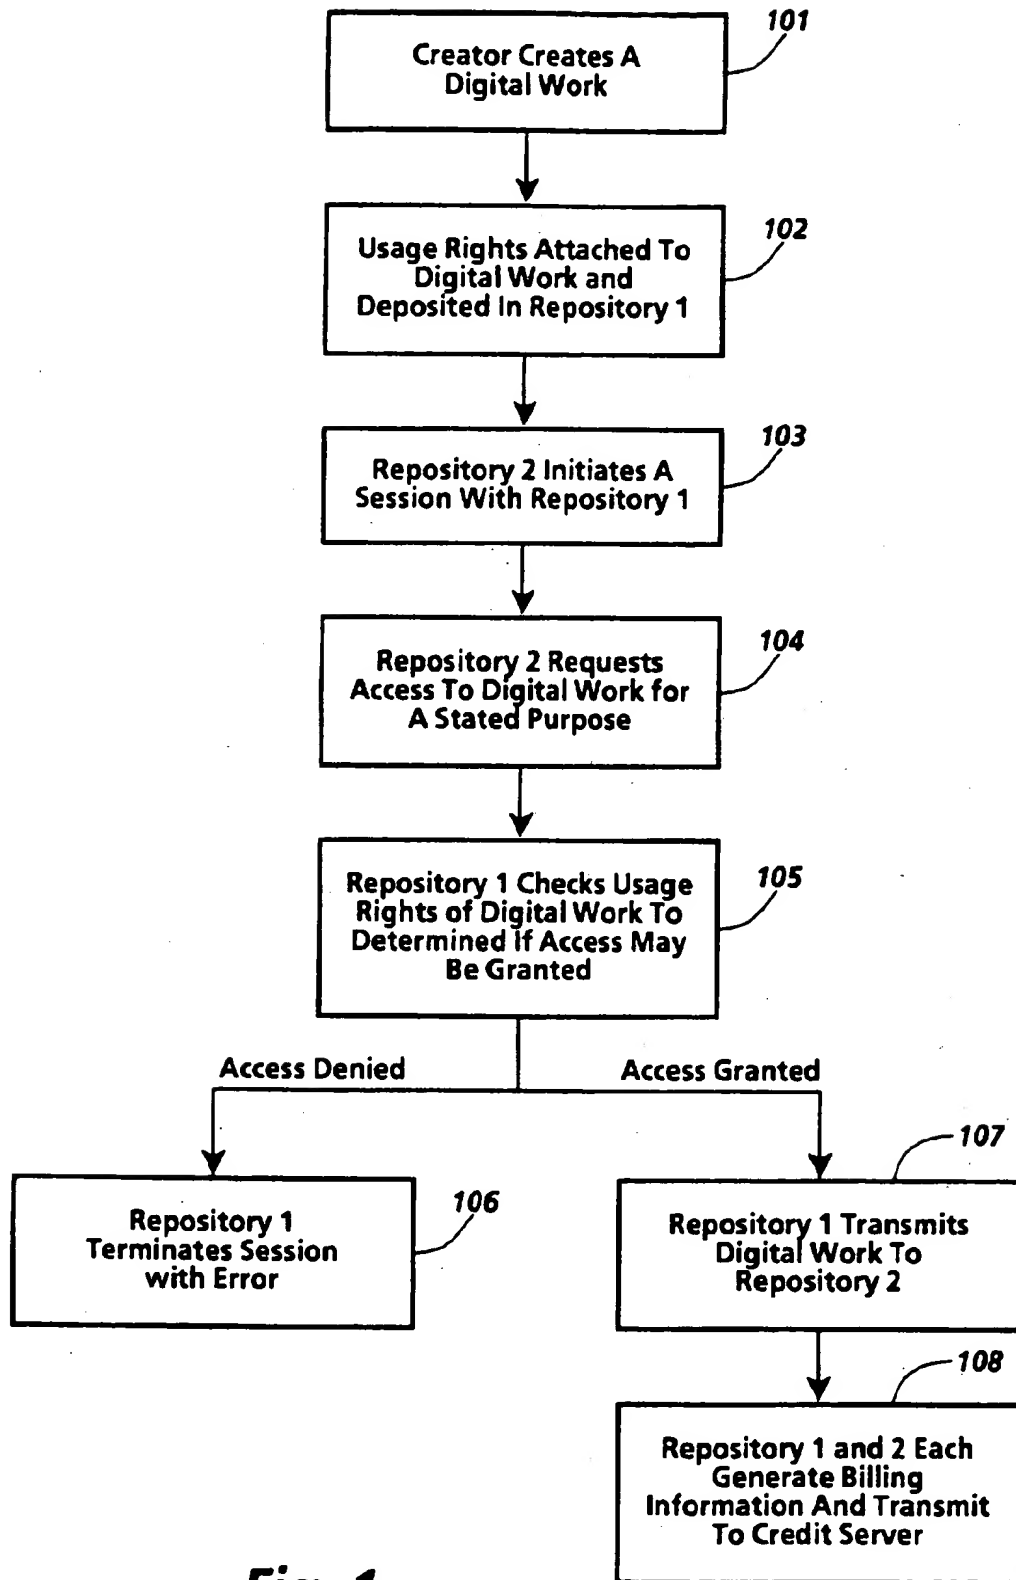 101
Creator Creates A
Digital Work
102
Usage Rights Attached To
Digital Work and
Deposited In Repository 1
103
Repository 2 Initiates A
Session With Repository 1
104
Repository 2 Requests
Access To Digital Work for
A Stated Purpose
105
Repository 1 Checks Usage
Rights of Digital Work To
Determined If Access May
Be Granted
Access Denied
Access Granted
106
Repository 1
Terminates Session
with Error
107
Repository 1 Transmits
Digital Work To
Repository 2
108
Repository 1 and 2 Each
Generate Billing
Information And Transmit
To Credit Server
Fig. 1